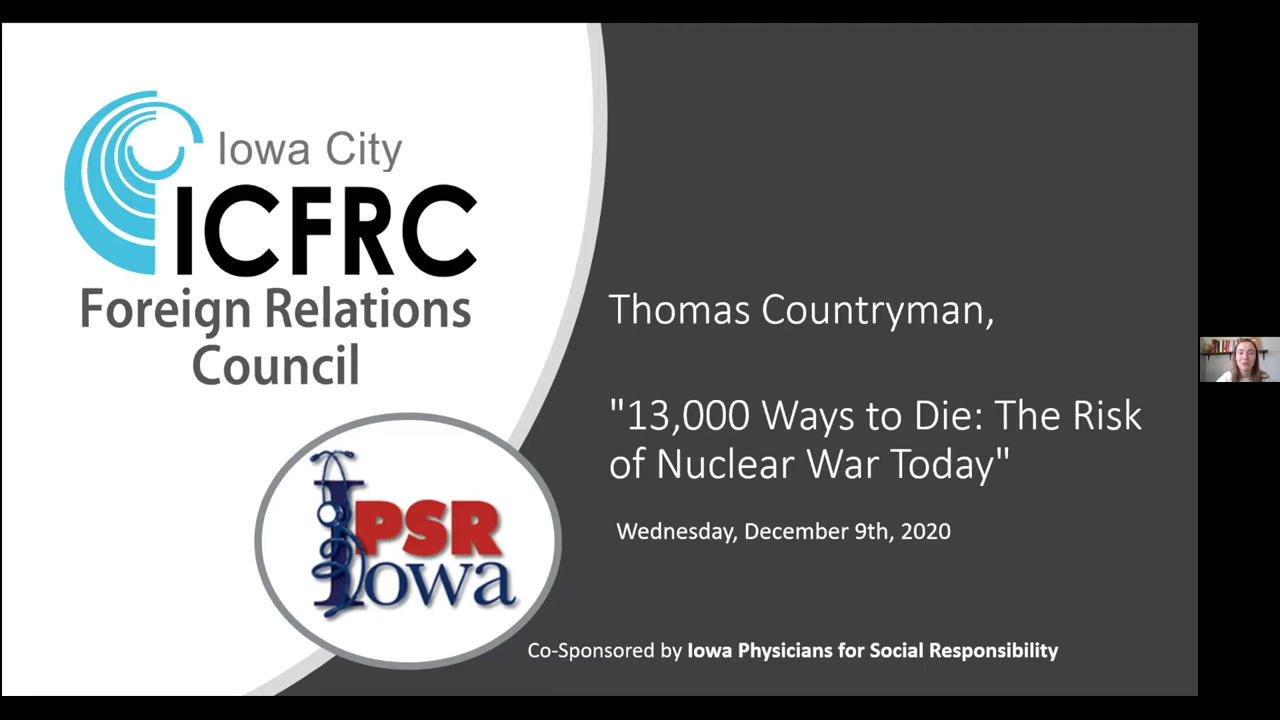 Iowa City
ICFRC
Foreign Relations
Council
PSR
Iowa
Thomas Countryman,
"13,000 Ways to Die: The Risk
of Nuclear War Today"
Wednesday, December 9th, 2020
Co-Sponsored by Iowa Physicians for Social Responsibility